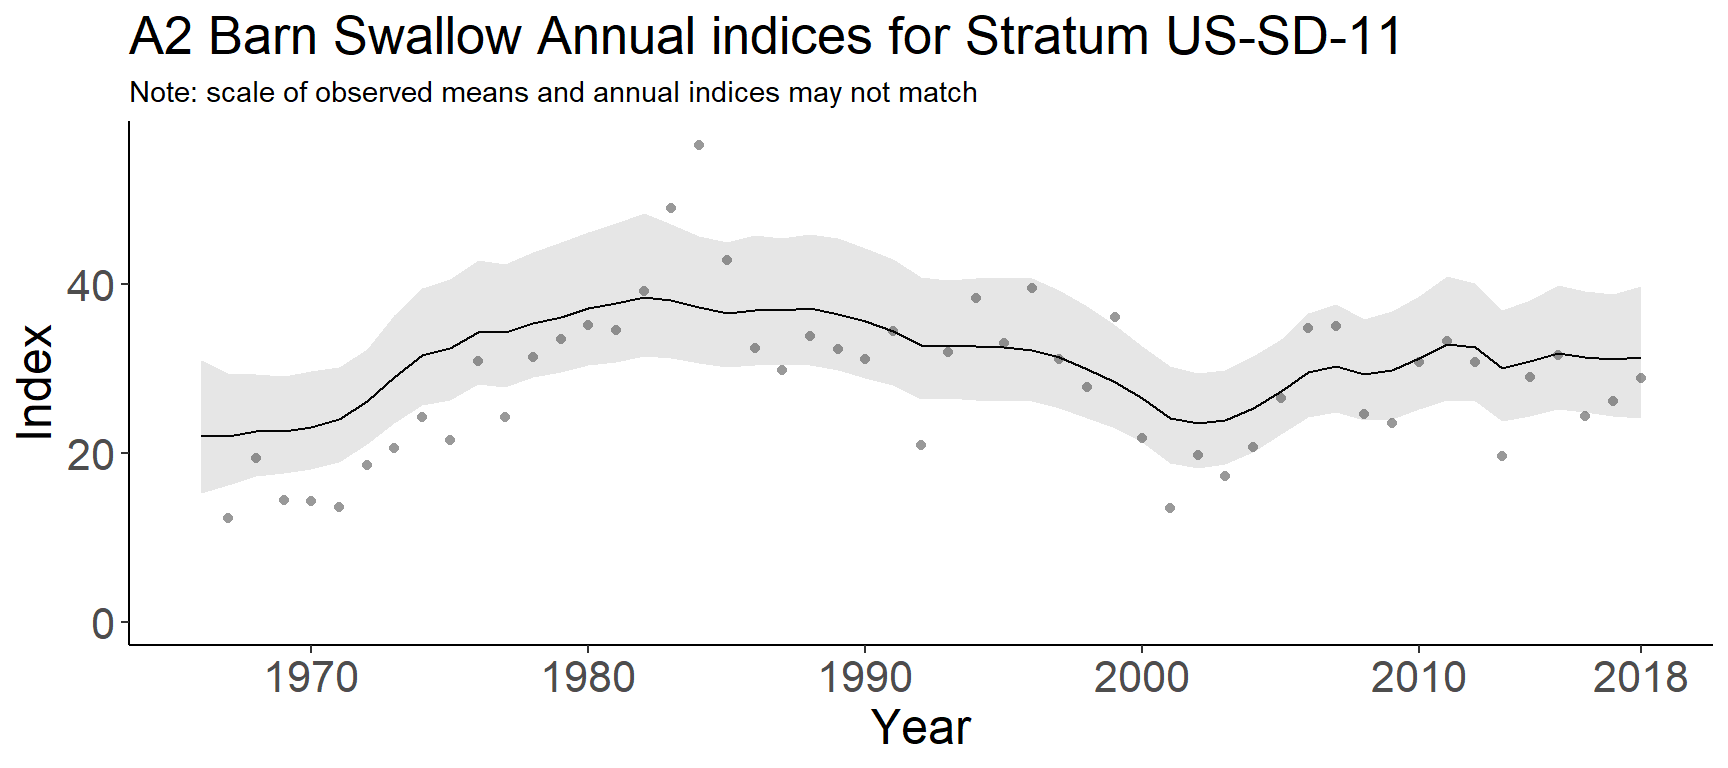 A2 Barn Swallow Annual indices for Stratum US-SD-11
Note: scale of observed means and annual indices may not match
Index
40
20
0
1970 1980 1990 2000 2010 2018
Year